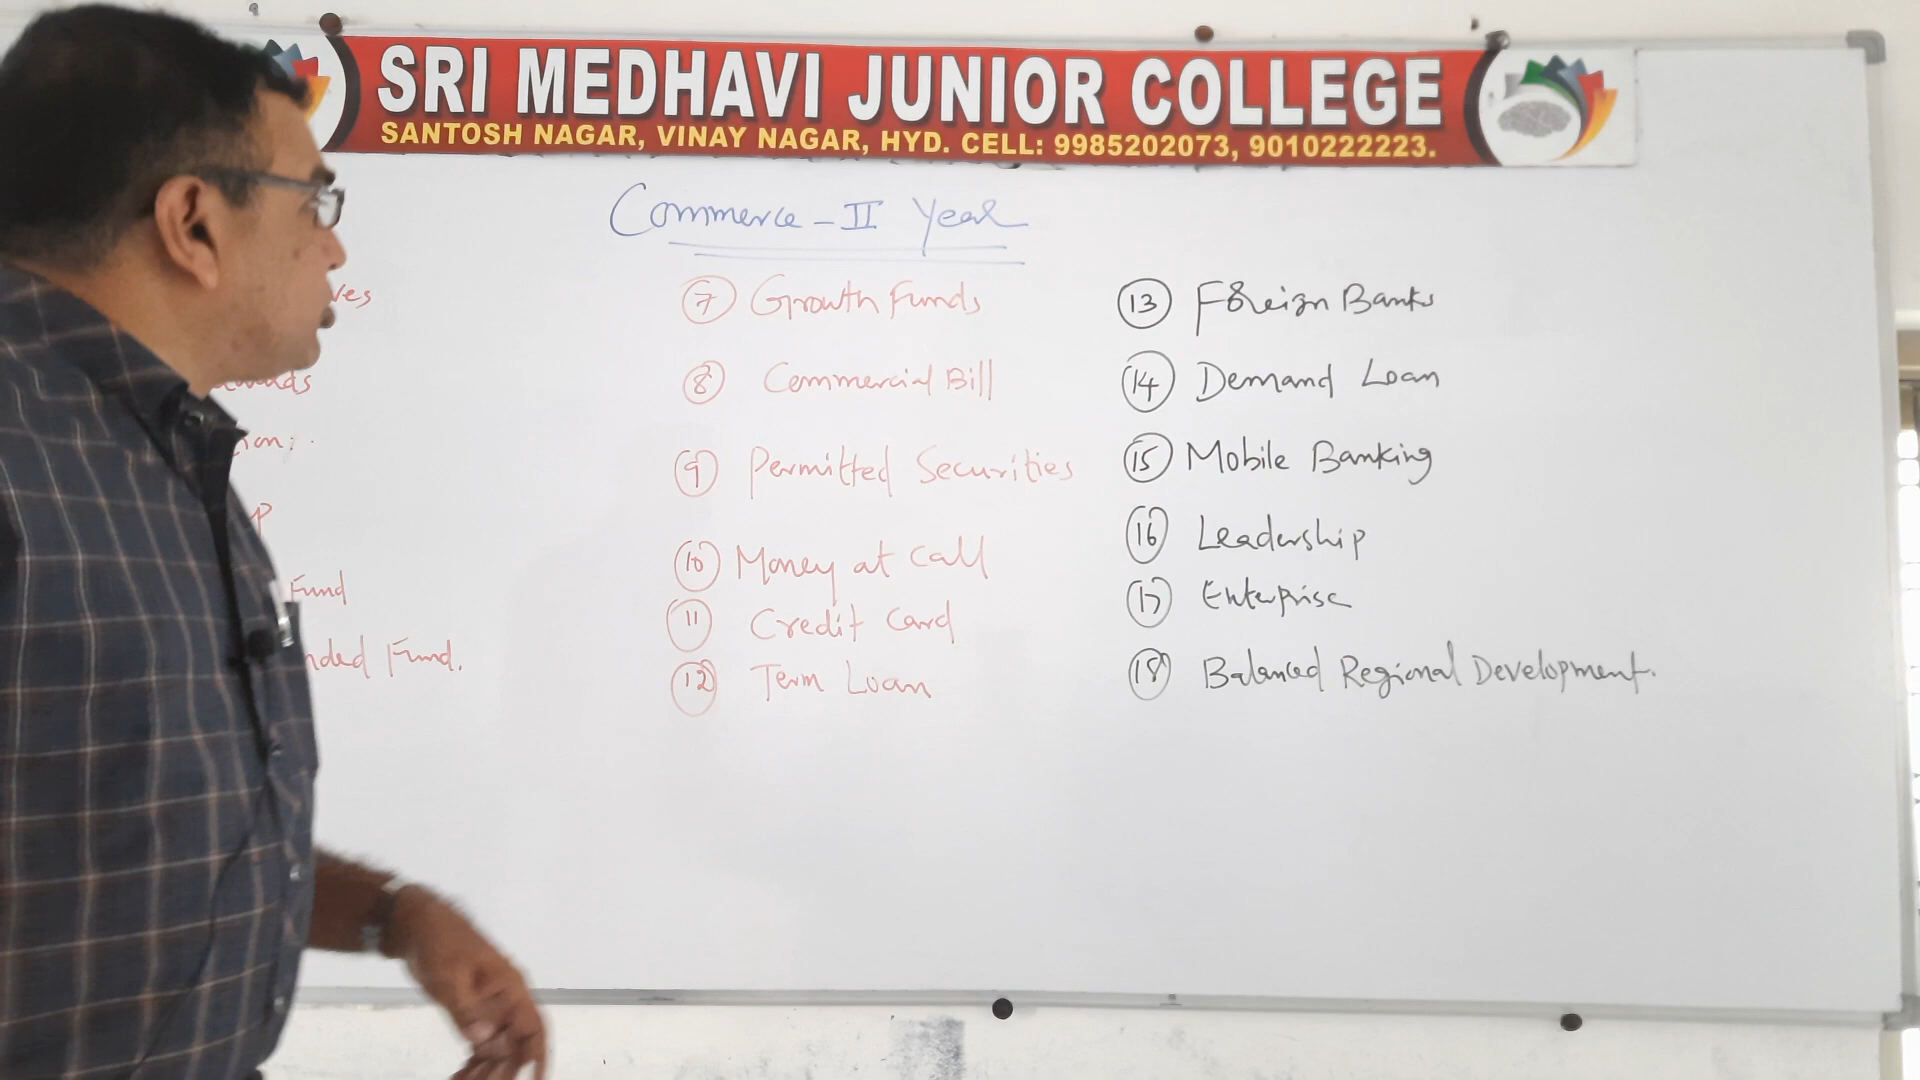 SRI MEDHAVI JUNIOR COLLEGE
SANTOSH NAGAR, VINAY NAGAR, HYD. CELL: 9985202073, 9010222223.
Commerce - II Year
Fund
Fund.
7 Growth Funds
8 Commercial Bill
9 Permitted Securities
10 Money at Call
11 Credit Card
12 Term Loan
13 Foreign Banks
14 Demand Loan
15 Mobile Banking
16 Leadership
17 Enterprise
18 Balanced Regional Development.